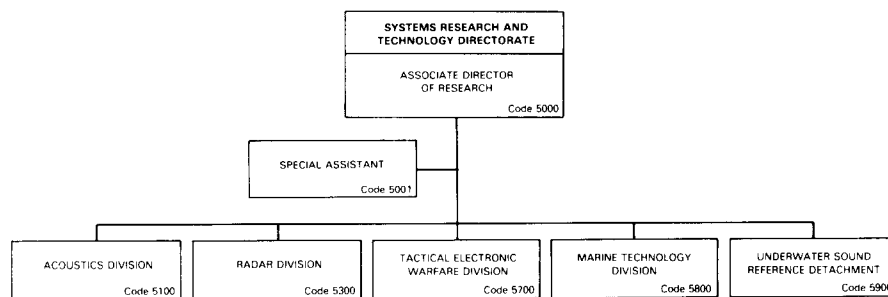 SYSTEMS RESEARCH AND
TECHNOLOGY DIRECTORATE
ASSOCIATE DIRECTOR
OF RESEARCH
Code 5000
SPECIAL ASSISTANT
Code 5001
ACOUSTICS DIVISION
Code 5100
RADAR DIVISION
Code 5300
TACTICAL ELECTRONIC
WARFARE DIVISION
Code 5700
MARINE TECHNOLOGY
DIVISION
Code 5800
UNDERWATER SOUND
REFERENCE DETACHMENT
Code 5900